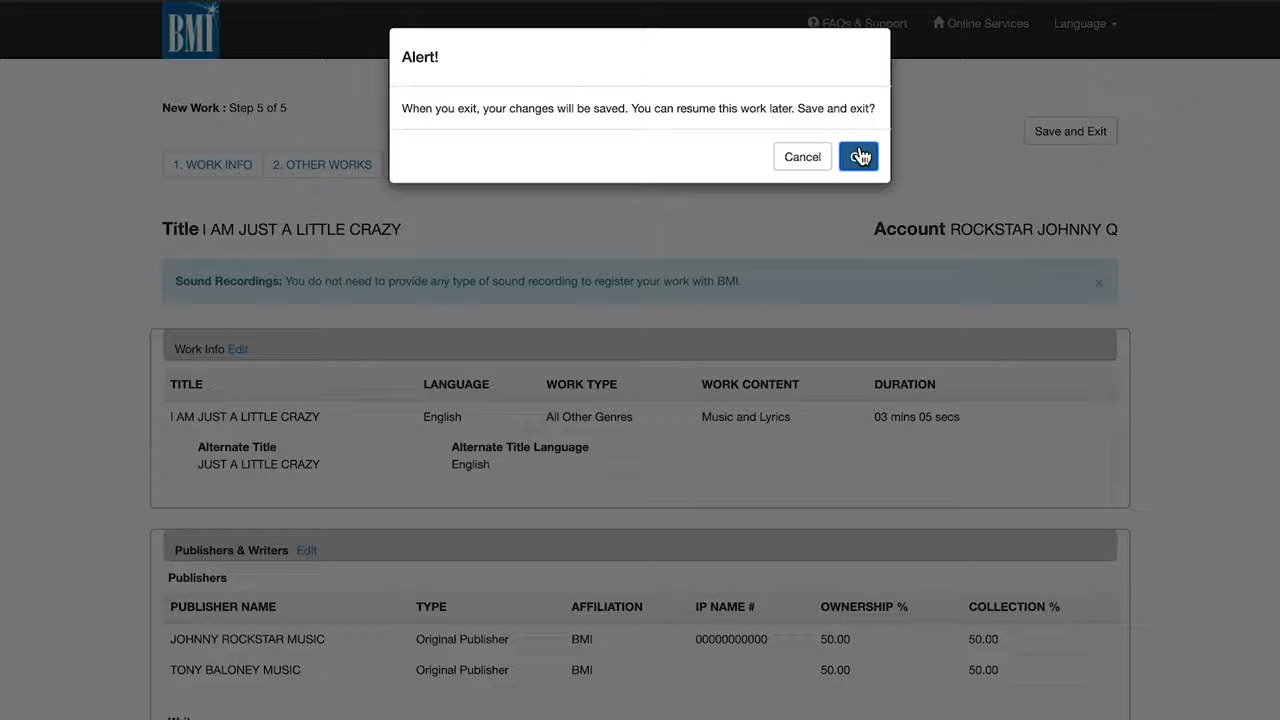 BMI
FAQs & Support Online Services Language
Alert!
When you exit, your changes will be saved. You can resume this work later. Save and exit?
Cancel
New Work : Step 5 of 5
Save and Exit
1. WORK INFO 2. OTHER WORKS
Title I AM JUST A LITTLE CRAZY Account ROCKSTAR JOHNNY Q
Sound Recordings: You do not need to provide any type of sound recording to register your work with BMI. ×
Work Info Edit
TITLE LANGUAGE WORK TYPE WORK CONTENT DURATION
I AM JUST A LITTLE CRAZY English All Other Genres Music and Lyrics 03 mins 05 secs
Alternate Title Alternate Title Language
JUST A LITTLE CRAZY English
Publishers & Writers Edit
Publishers
PUBLISHER NAME TYPE AFFILIATION IP NAME # OWNERSHIP % COLLECTION %
JOHNNY ROCKSTAR MUSIC Original Publisher BMI 00000000000 50.00 50.00
TONY BALONEY MUSIC Original Publisher BMI 50.00 50.00